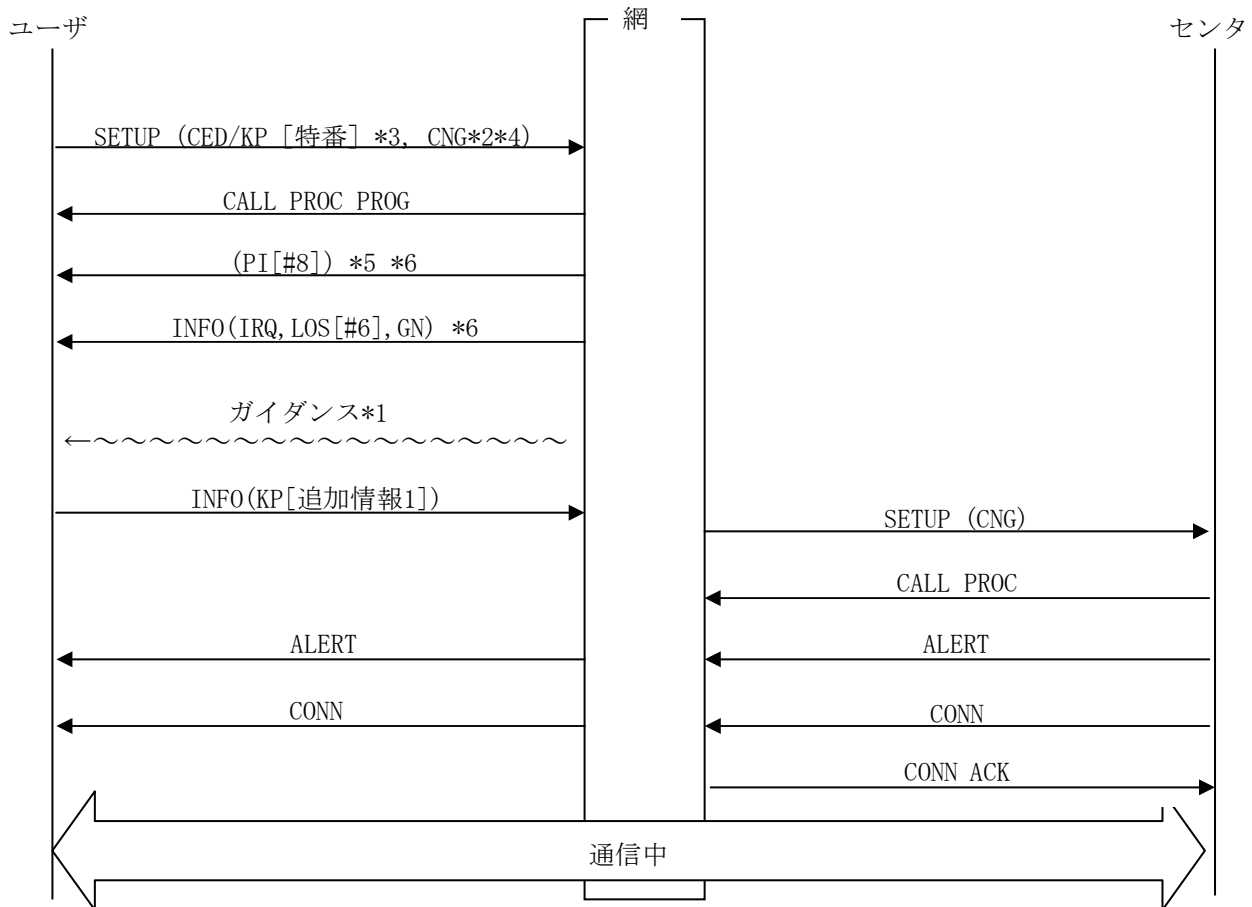 ユーザ
網
センタ
SETUP (CED/KP [特番] *3, CNG*2*4)
CALL PROC PROG
(PI[#8]) *5 *6
INFO(IRQ,LOS[#6],GN) *6
ガイダンス*1
←～～～～～～～～～～～～～～～～～
INFO(KP[追加情報1])
SETUP (CNG)
CALL PROC
ALERT
ALERT
CONN
CONN
CONN ACK
通信中